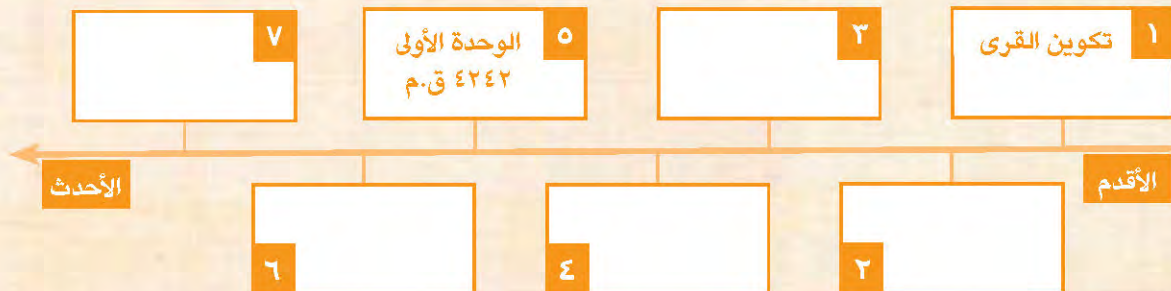 ١ تكوين القرى
٣
٥ الوحدة الأولى
٤٢٤٢ ق.م
٧
الأقدم
الأحدث
٢
٤
٦